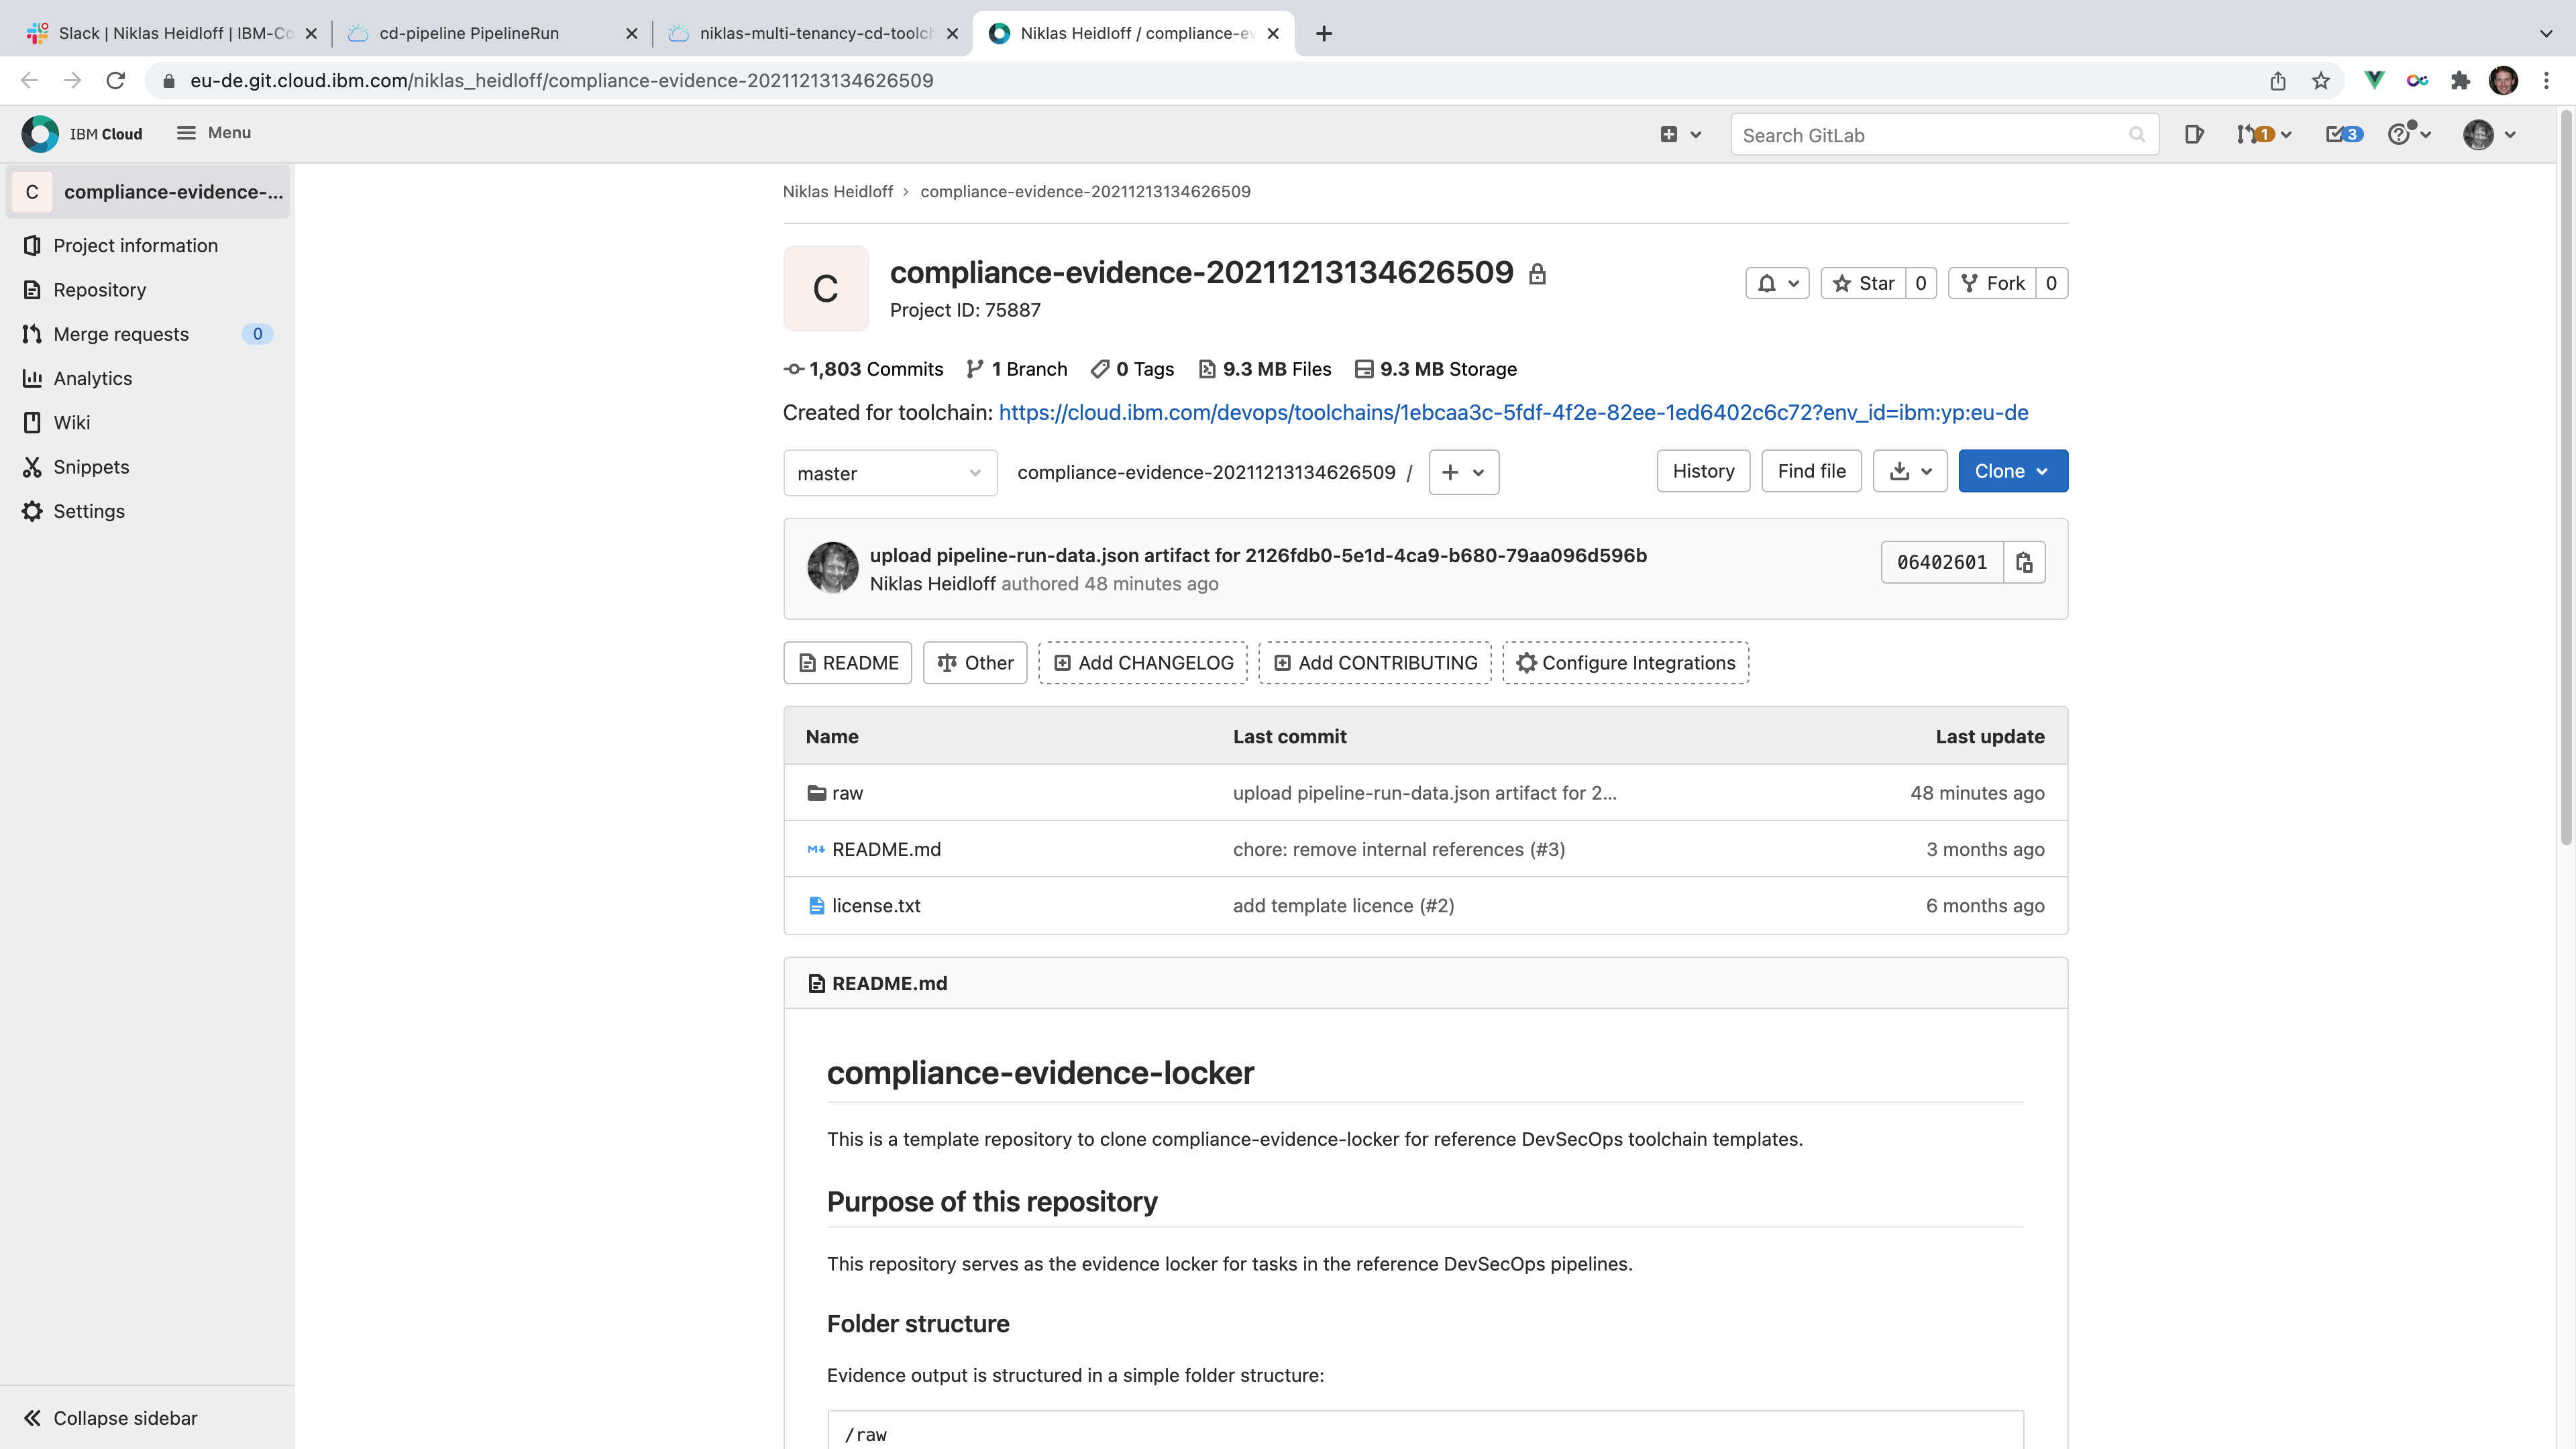 Slack | Niklas Heidloff | IBM-Co
cd-pipeline PipelineRun
niklas-multi-tenancy-cd-toolch
Niklas Heidloff / compliance-ev
eu-de.git.cloud.ibm.com/niklas_heidloff/compliance-evidence-20211213134626509
IBM Cloud
Menu
Search GitLab
1
3
C
compliance-evidence-...
Project information
Repository
Merge requests
0
Analytics
Wiki
Snippets
Settings
Collapse sidebar
Niklas Heidloff > compliance-evidence-20211213134626509
C
compliance-evidence-20211213134626509
Project ID: 75887
Star
0
Fork
0
1,803 Commits
1 Branch
0 Tags
9.3 MB Files
9.3 MB Storage
Created for toolchain: https://cloud.ibm.com/devops/toolchains/1ebcaa3c-5fdf-4f2e-82ee-1ed6402c6c72?env_id=ibm:yp:eu-de
master
compliance-evidence-20211213134626509 /
History
Find file
Clone
upload pipeline-run-data.json artifact for 2126fdb0-5e1d-4ca9-b680-79aa096d596b
Niklas Heidloff authored 48 minutes ago
06402601
README
Other
Add CHANGELOG
Add CONTRIBUTING
Configure Integrations
Name Last commit Last update
raw upload pipeline-run-data.json artifact for 2... 48 minutes ago
README.md chore: remove internal references (#3) 3 months ago
license.txt add template licence (#2) 6 months ago
README.md
compliance-evidence-locker
This is a template repository to clone compliance-evidence-locker for reference DevSecOps toolchain templates.
Purpose of this repository
This repository serves as the evidence locker for tasks in the reference DevSecOps pipelines.
Folder structure
Evidence output is structured in a simple folder structure:
/raw